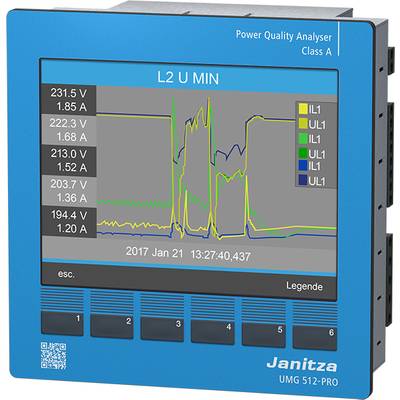 Power Quality Analyser
Class A
L2 U MIN
231.5 V
1.85 A
222.3 V
1.68 A
213.0 V
1.52 A
203.7 V
1.36 A
194.4 V
1.20 A
IL1
UL1
IL1
UL1
IL1
UL1
2017 Jan 21 13:27:40,437
esc.
Legende
1 2 3 4 5 6
Janitza
UMG 512-PRO